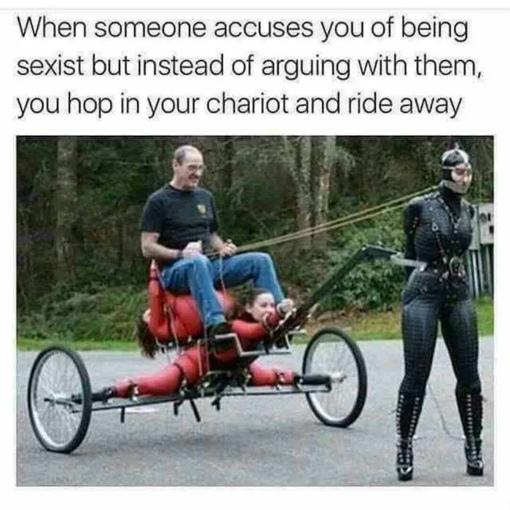 When someone accuses you of being
sexist but instead of arguing with them,
you hop in your chariot and ride away